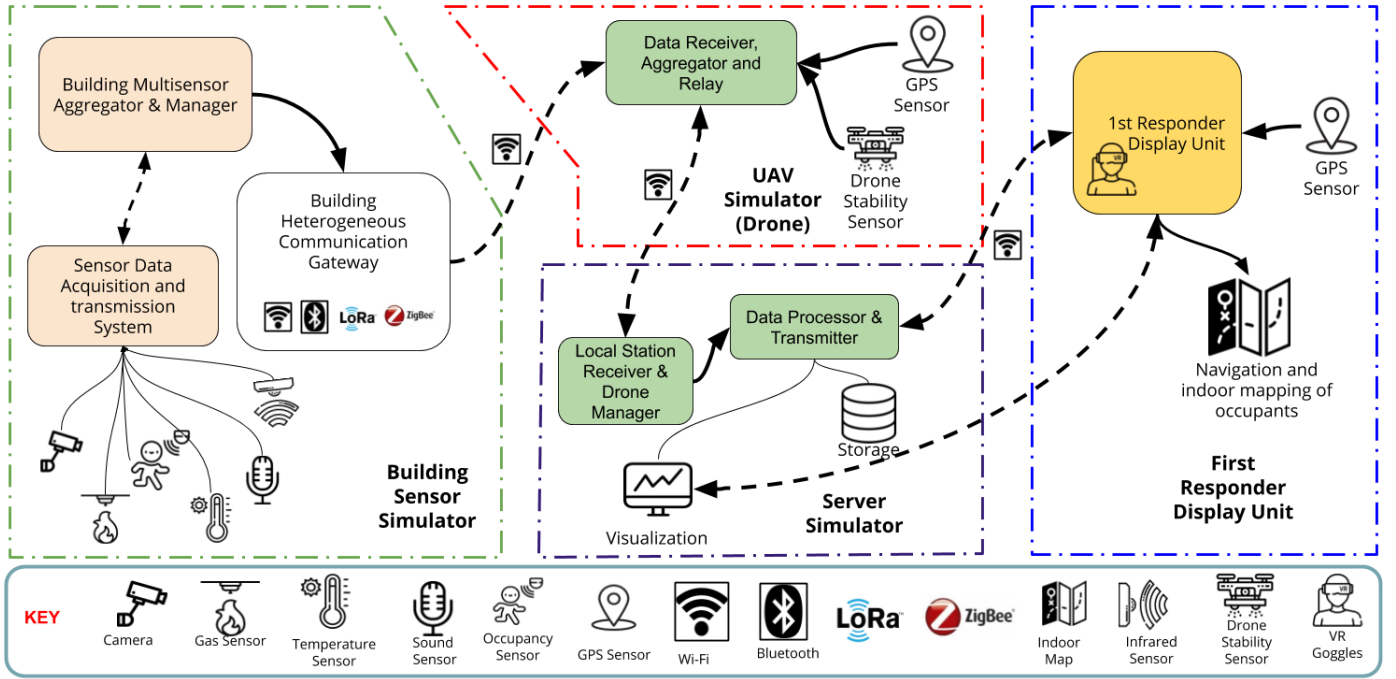 Building Multisensor
Aggregator & Manager
Building
Heterogeneous
Communication
Gateway
LoRa
ZigBee
Sensor Data
Acquisition and
transmission
System
Building
Sensor
Simulator
Data Receiver,
Aggregator and
Relay
GPS
Sensor
Drone
Stability
Sensor
UAV
Simulator
(Drone)
Data Processor &
Transmitter
Local Station
Receiver &
Drone
Manager
Storage
Visualization
Server
Simulator
1st Responder
Display Unit
VR
GPS
Sensor
Navigation and
indoor mapping of
occupants
First
Responder
Display Unit
KEY
Camera
Gas Sensor
Temperature
Sensor
Sound
Sensor
Occupancy
Sensor
GPS Sensor
Wi-Fi
Bluetooth
LoRa™
ZigBee®
Indoor
Map
Infrared
Sensor
Drone
Stability
Sensor
VR
VR
Goggles